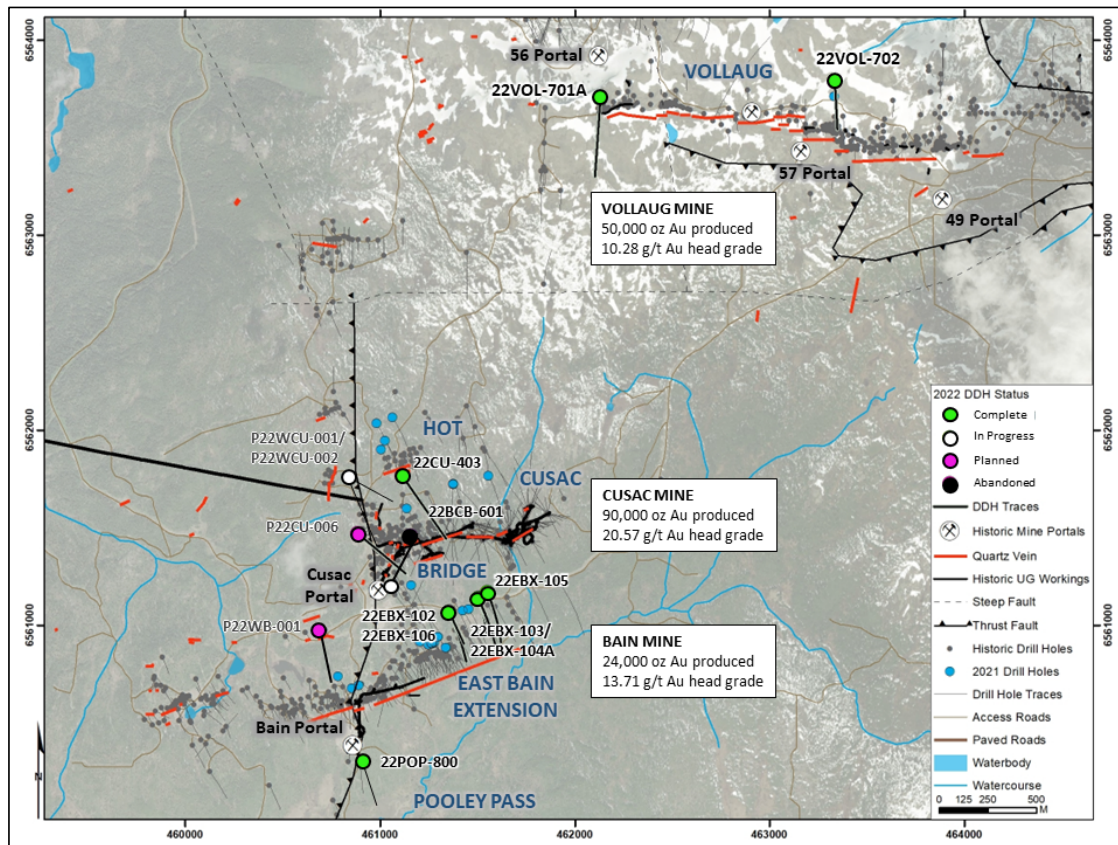 56 Portal
VOLLAUG
22VOL-702
22VOL-701A
57 Portal
49 Portal
VOLLAUG MINE
50,000 oz Au produced
10.28 g/t Au head grade
P22WCU-001/
P22WCU-002
HOT
22CU-403
CUSAC
22BCB-601
P22CU-006
CUSAC MINE
90,000 oz Au produced
20.57 g/t Au head grade
Cusac
Portal
BRIDGE
22EBX-105
P22WB-001
22EBX-102
22EBX-106
22EBX-103/
22EBX-104A
BAIN MINE
24,000 oz Au produced
13.71 g/t Au head grade
EAST BAIN
EXTENSION
Bain Portal
22POP-800
POOLEY PASS
2022 DDH Status
Complete
In Progress
Planned
Abandoned
DDH Traces
Historic Mine Portals
Quartz Vein
Historic UG Workings
Steep Fault
Thrust Fault
Historic Drill Holes
2021 Drill Holes
Drill Hole Traces
Access Roads
Paved Roads
Waterbody
Watercourse
0 125 250 500
M
6564000
6563000
6562000
6561000
6564000
6563000
6562000
6561000
460000
461000
462000
463000
464000